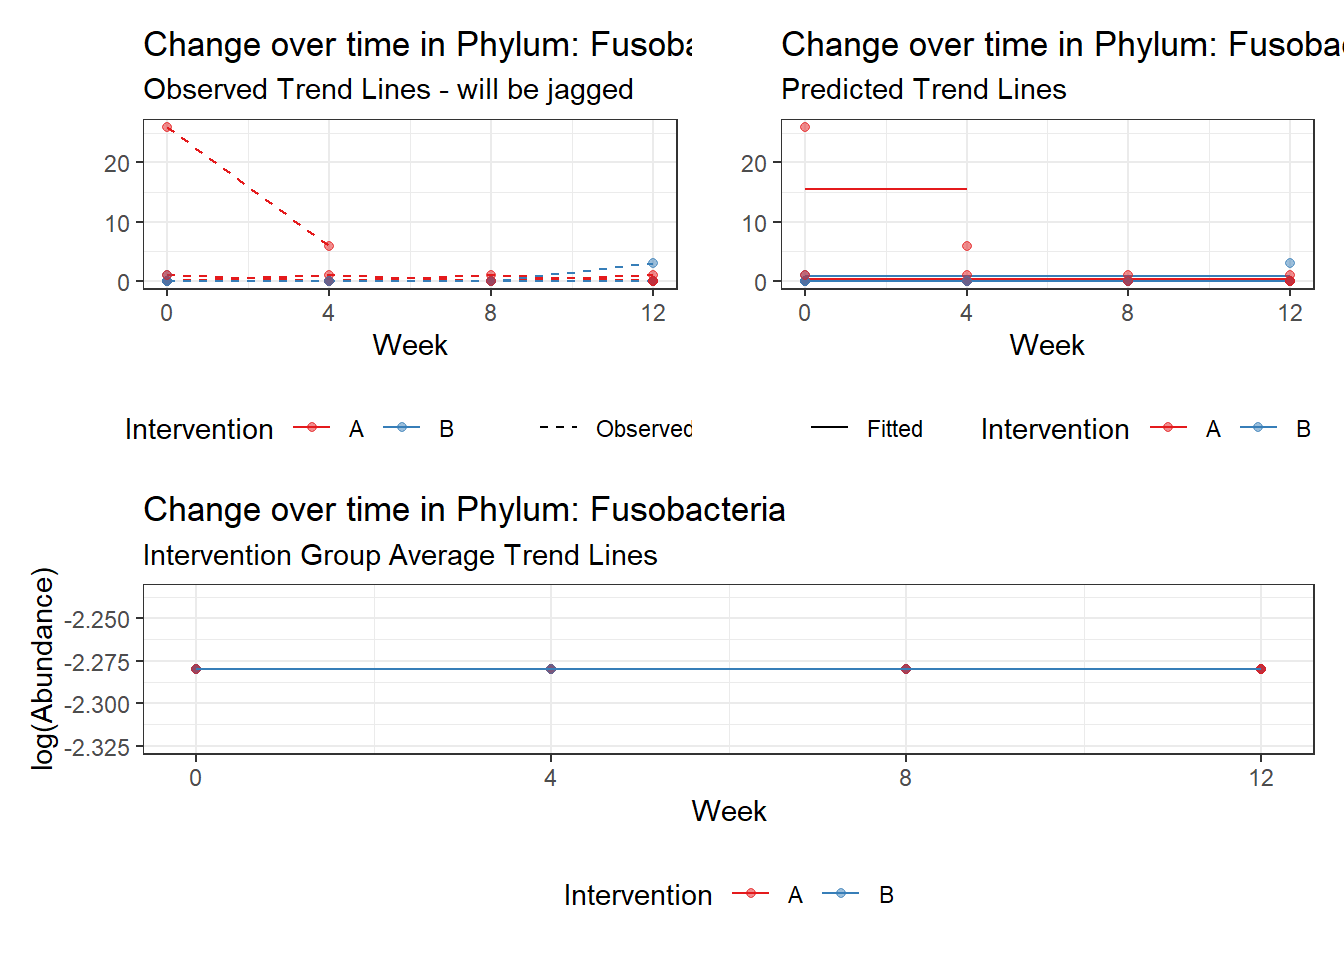 Change over time in Phylum: Fusoba
Observed Trend Lines - will be jagged
20
10
0
0 4 8 12
Week
Intervention A B Observed
Change over time in Phylum: Fusobac
Predicted Trend Lines
20
10
0
0 4 8 12
Week
Fitted Intervention A B
Change over time in Phylum: Fusobacteria
Intervention Group Average Trend Lines
log(Abundance)
-2.250
-2.275
-2.300
-2.325
0 4 8 12
Week
Intervention A B